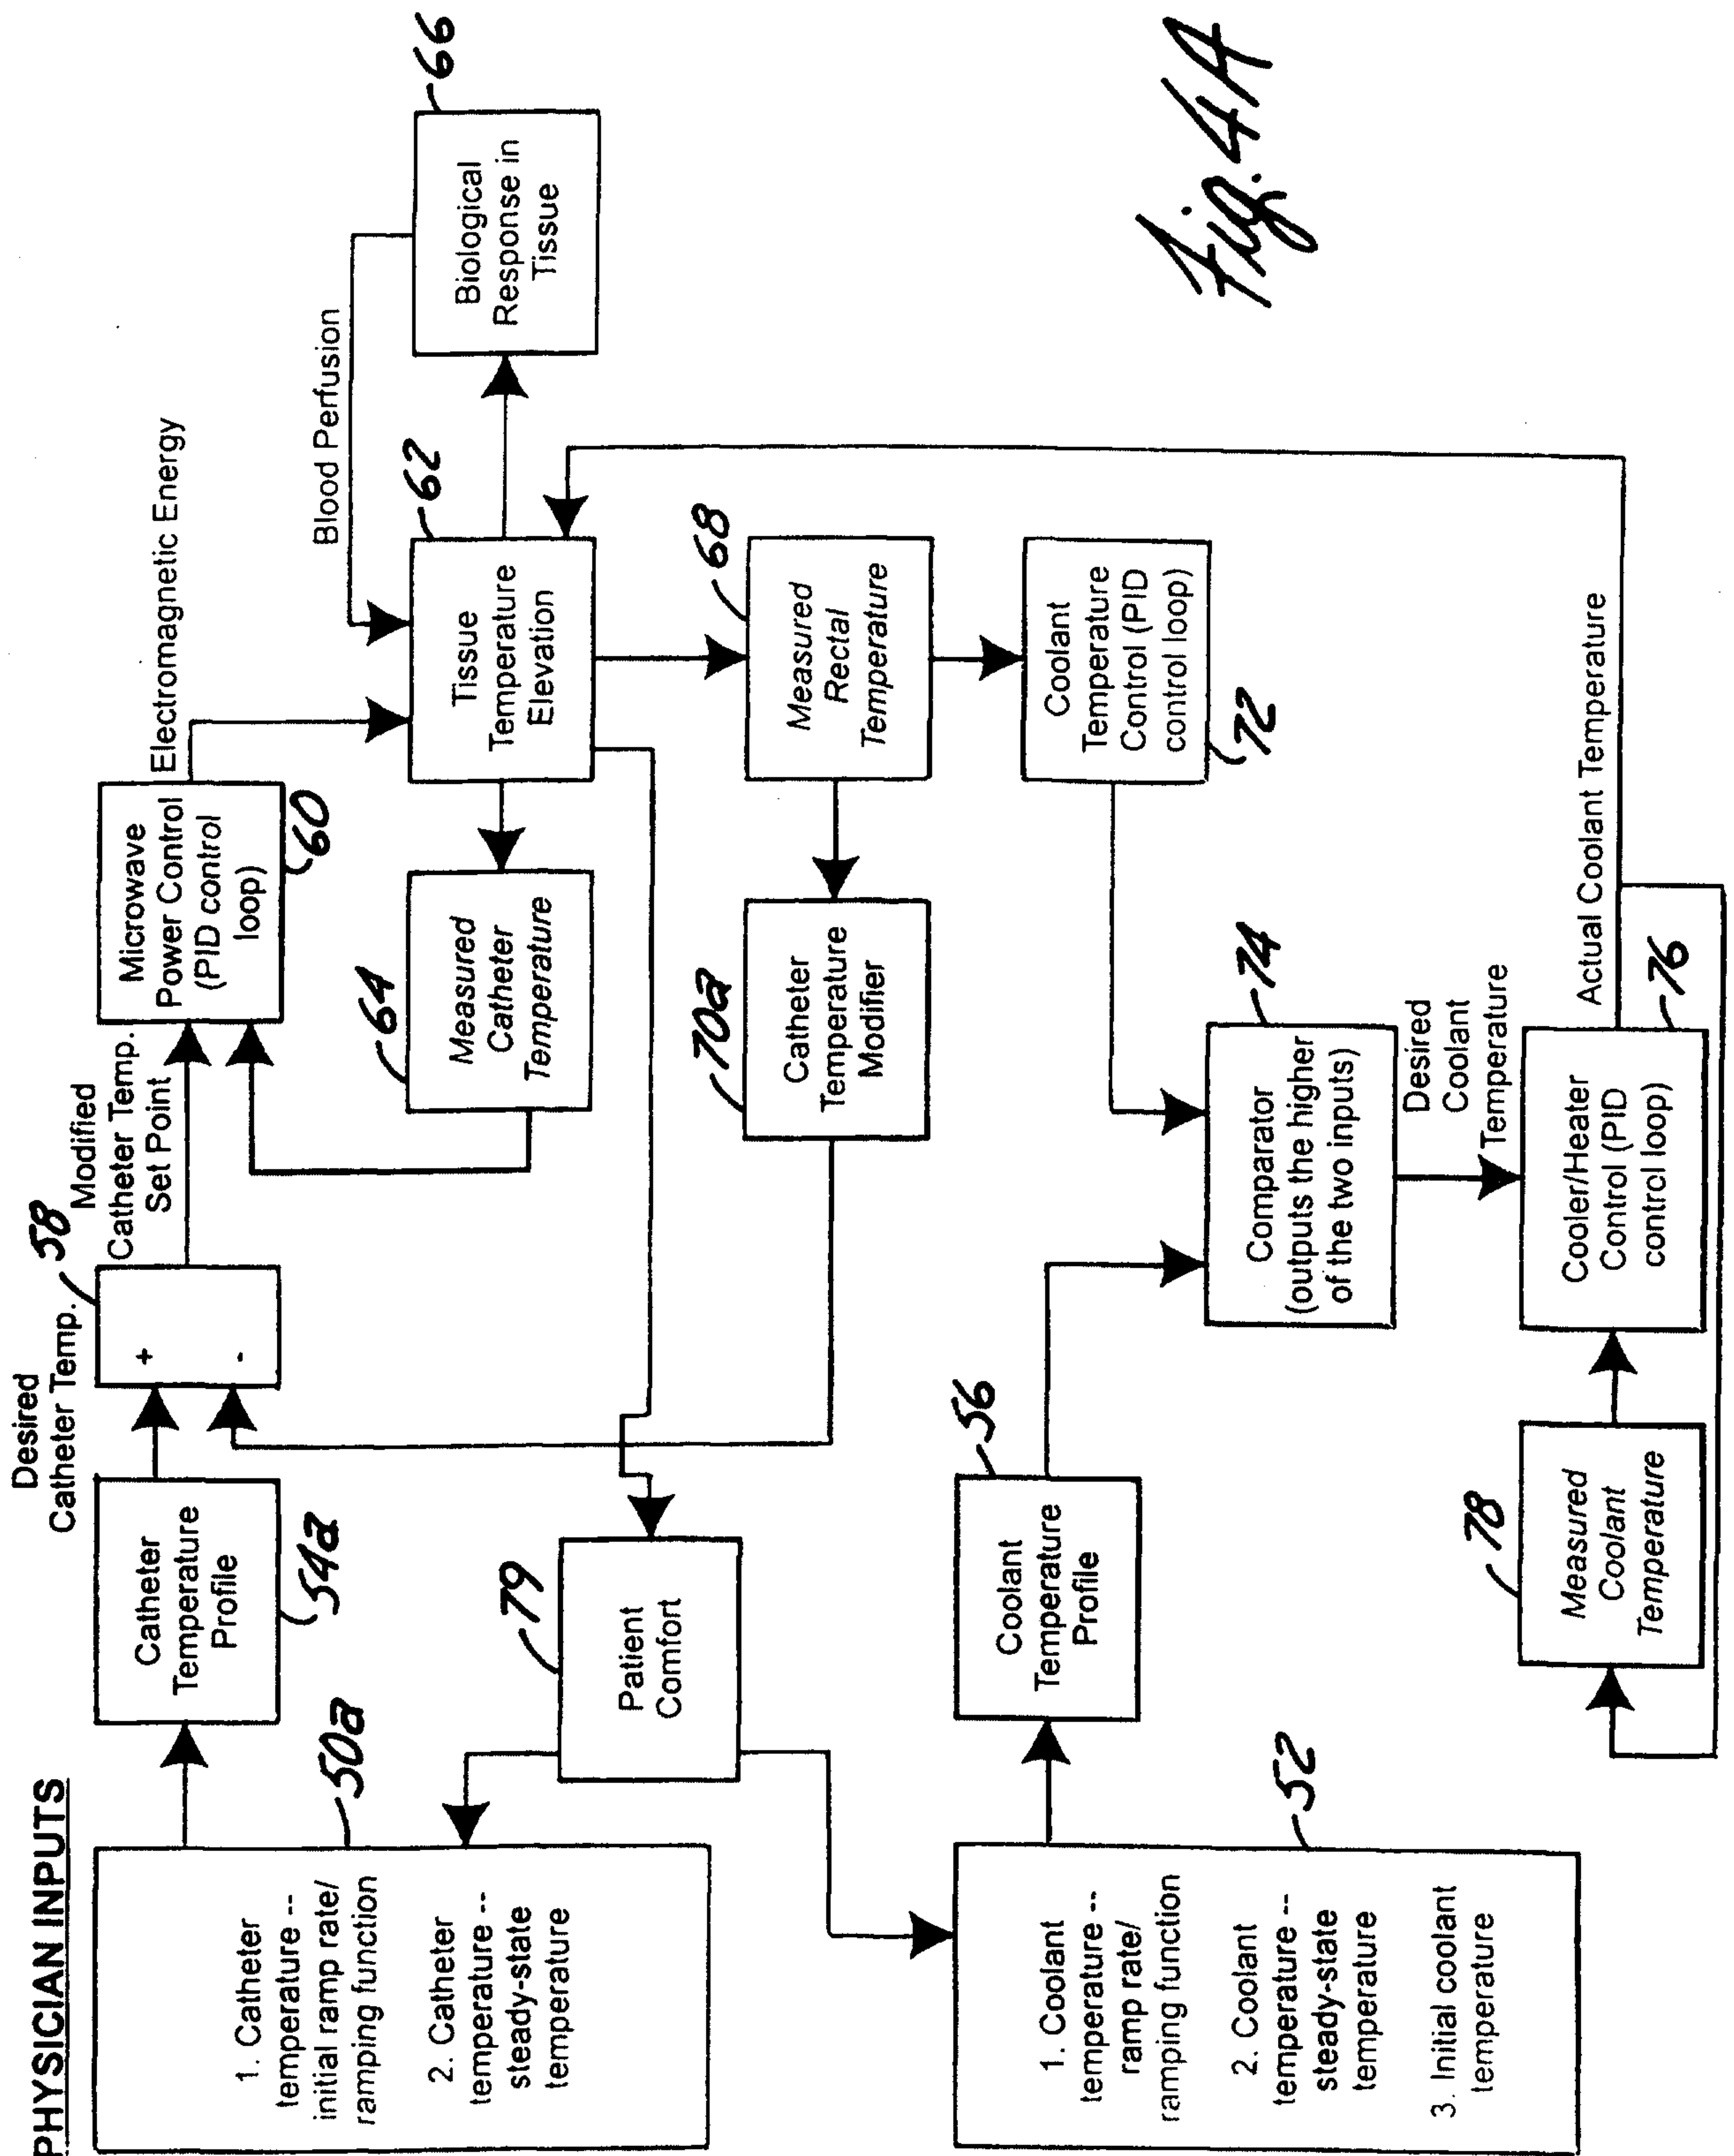 PHYSICIAN INPUTS
1. Catheter
temperature --
initial ramp rate/
ramping function
2. Catheter
temperature --
steady-state
temperature
50a
Catheter
Temperature
Profile
54a
Desired
Catheter Temp.
+
-
58
Modified
Catheter Temp.
Set Point
Microwave
Power Control
(PID control
loop)
60
Electromagnetic Energy
Blood Perfusion
Tissue
Temperature
Elevation
62
Biological
Response in
Tissue
66
Measured
Catheter
Temperature
64
Measured
Rectal
Temperature
68
Catheter
Temperature
Modifier
70a
Patient
Comfort
79
1. Coolant
temperature --
ramp rate/
ramping function
2. Coolant
temperature --
steady-state
temperature
3. Initial coolant
temperature
52
Coolant
Temperature
Profile
56
Coolant
Temperature
Control (PID
control loop)
72
Comparator
(outputs the higher
of the two inputs)
74
Desired
Coolant
Temperature
Cooler/Heater
Control (PID
control loop)
76
Measured
Coolant
Temperature
78
Actual Coolant Temperature
Fig. 4A